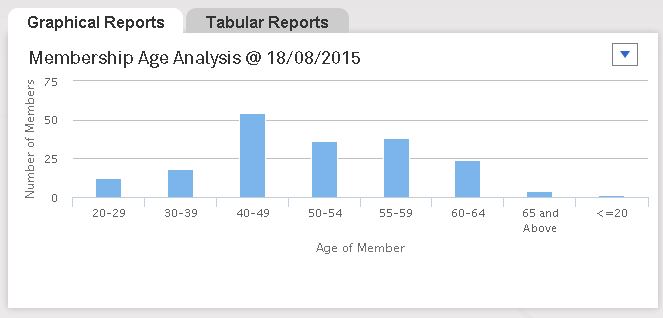 Graphical Reports
Tabular Reports
Membership Age Analysis @ 18/08/2015
Number of Members
75
50
25
0
20-29
30-39
40-49
50-54
55-59
60-64
65 and
Above
<=20
Age of Member